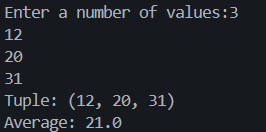 Enter a number of values:3
12
20
31
Tuple: (12, 20, 31)
Average: 21.0